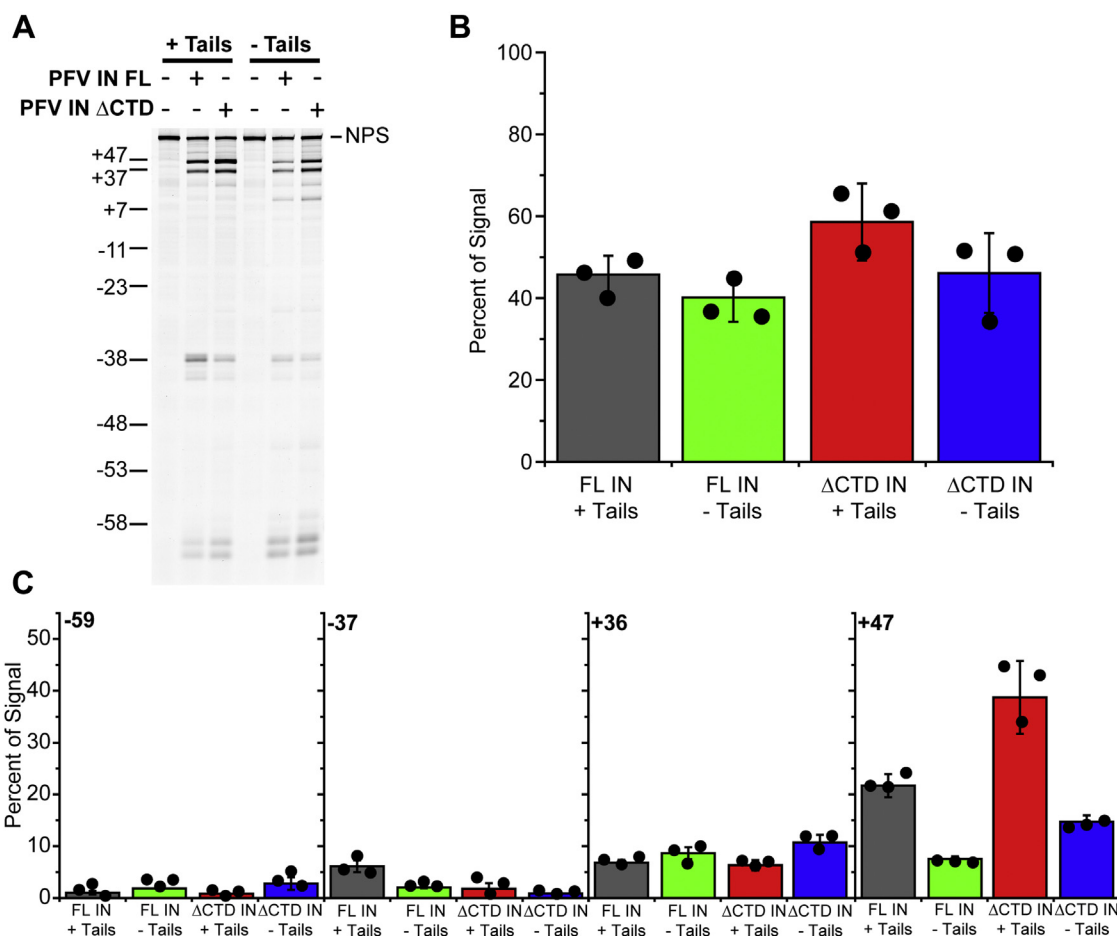 A
+ Tails - Tails
PFV IN FL - + - - + -
PFV IN ΔCTD - - + - - +
NPS
+47
+37
+7
-11
-23
-38
-48
-53
-58
B
Percent of Signal
100
80
60
40
20
0
FL IN FL IN ΔCTD IN ΔCTD IN
+ Tails - Tails + Tails - Tails
C
Percent of Signal
50
40
30
20
10
0
-59 -37 +36 +47
FL IN FL IN ΔCTD IN ΔCTD IN FL IN FL IN ΔCTD IN ΔCTD IN FL IN FL IN ΔCTD IN ΔCTD IN FL IN FL IN ΔCTD IN ΔCTD IN
+ Tails - Tails + Tails - Tails + Tails - Tails + Tails - Tails + Tails - Tails + Tails - Tails + Tails - Tails + Tails - Tails